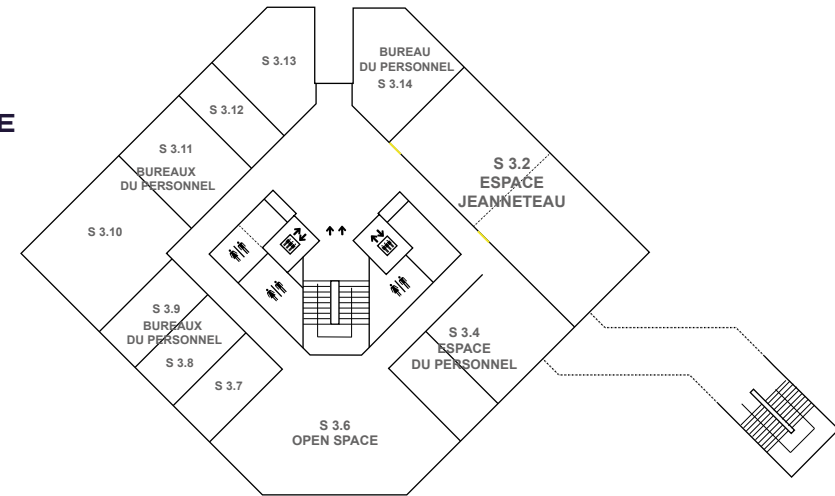 E
S 3.13
BUREAU
DU PERSONNEL
S 3.14
S 3.12
S 3.11
BUREAUX
DU PERSONNEL
S 3.10
S 3.2
ESPACE
JEANNETEAU
S 3.9
BUREAUX
DU PERSONNEL
S 3.8
S 3.7
S 3.4
ESPACE
DU PERSONNEL
S 3.6
OPEN SPACE